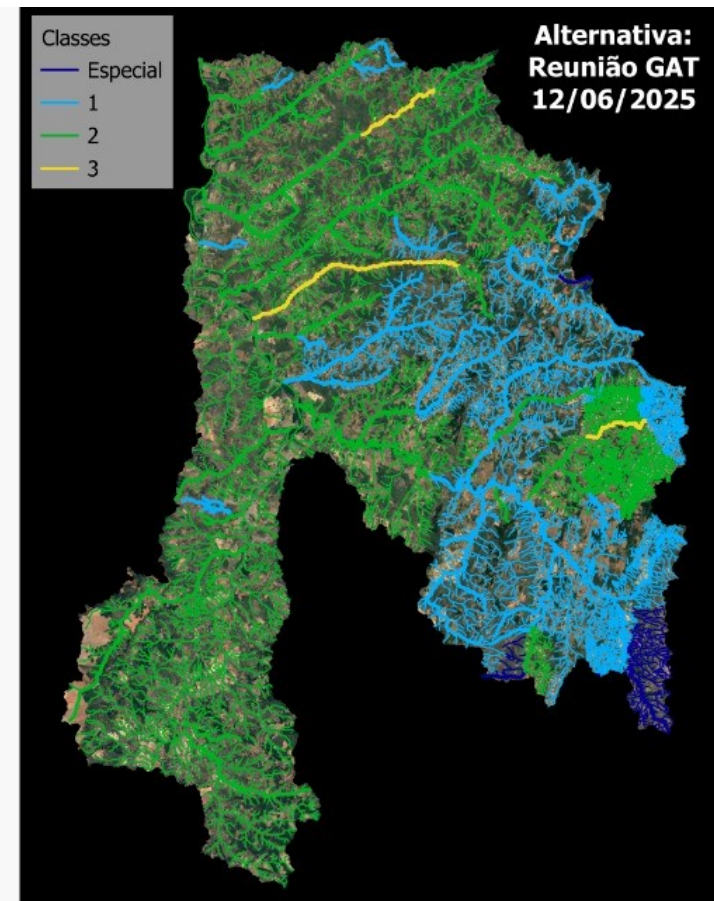 Classes
Especial
1
2
3
Alternativa:
Reunião GAT
12/06/2025